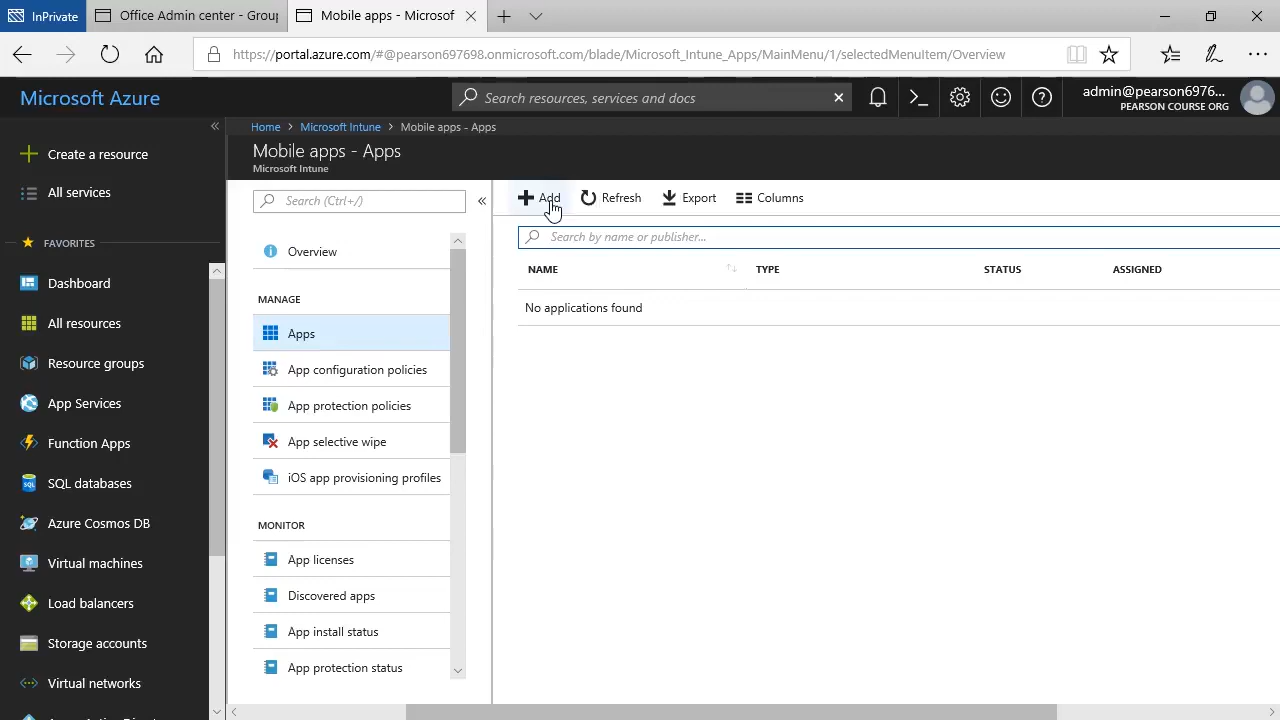 InPrivate
Office Admin center - Group
Mobile apps - Microsof
https://portal.azure.com/#@pearson697698.onmicrosoft.com/blade/Microsoft_Intune_Apps/MainMenu/1/selectedMenuItem/Overview
Microsoft Azure
Search resources, services and docs
admin@pearson6976...
PEARSON COURSE ORG
Create a resource
All services
FAVORITES
Dashboard
All resources
Resource groups
App Services
Function Apps
SQL databases
Azure Cosmos DB
Virtual machines
Load balancers
Storage accounts
Virtual networks
Home > Microsoft Intune > Mobile apps - Apps
Mobile apps - Apps
Microsoft Intune
Search (Ctrl+/)
Overview
MANAGE
Apps
App configuration policies
App protection policies
App selective wipe
iOS app provisioning profiles
MONITOR
App licenses
Discovered apps
App install status
App protection status
Add Refresh Export Columns
Search by name or publisher...
NAME TYPE STATUS ASSIGNED
No applications found